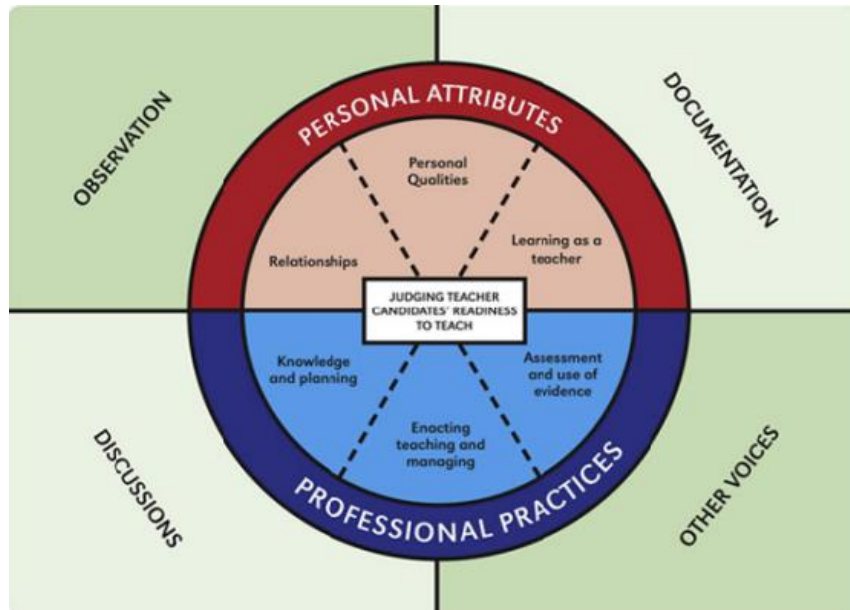 OBSERVATION
DOCUMENTATION
PERSONAL ATTRIBUTES
Personal
Qualities
Relationships
Learning as a
teacher
JUDGING TEACHER
CANDIDATES' READINESS
TO TEACH
Knowledge
and planning
Assessment
and use of
evidence
Enacting
teaching and
managing
PROFESSIONAL PRACTICES
DISCUSSIONS
OTHER VOICES